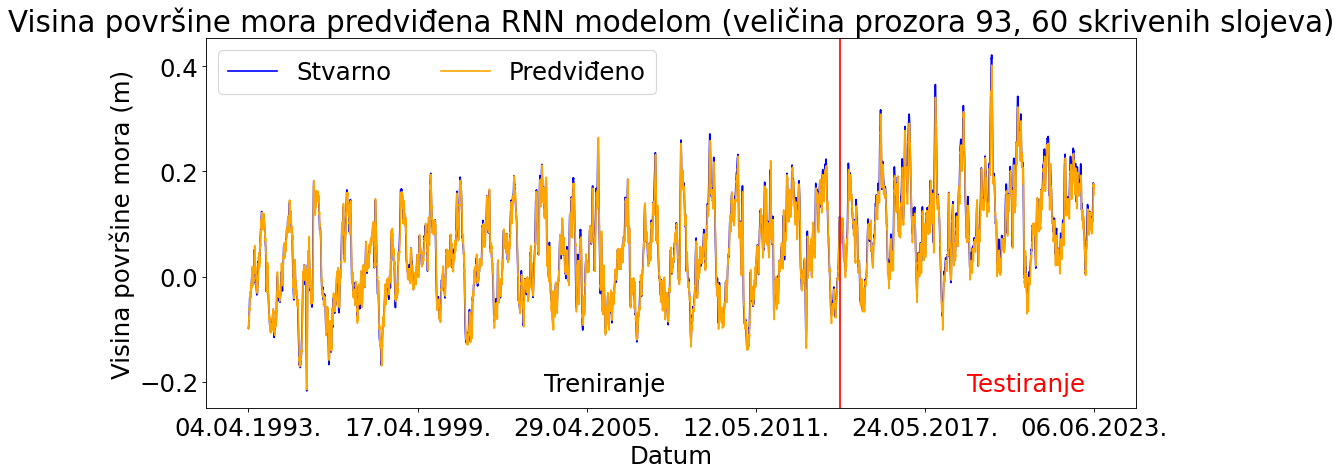 Visina površine mora predviđena RNN modelom (veličina prozora 93, 60 skrivenih slojeva)
Stvarno Predviđeno
Visina površine mora (m)
0.4
0.2
0.0
−0.2
Treniranje Testiranje
04.04.1993. 17.04.1999. 29.04.2005. 12.05.2011. 24.05.2017. 06.06.2023.
Datum